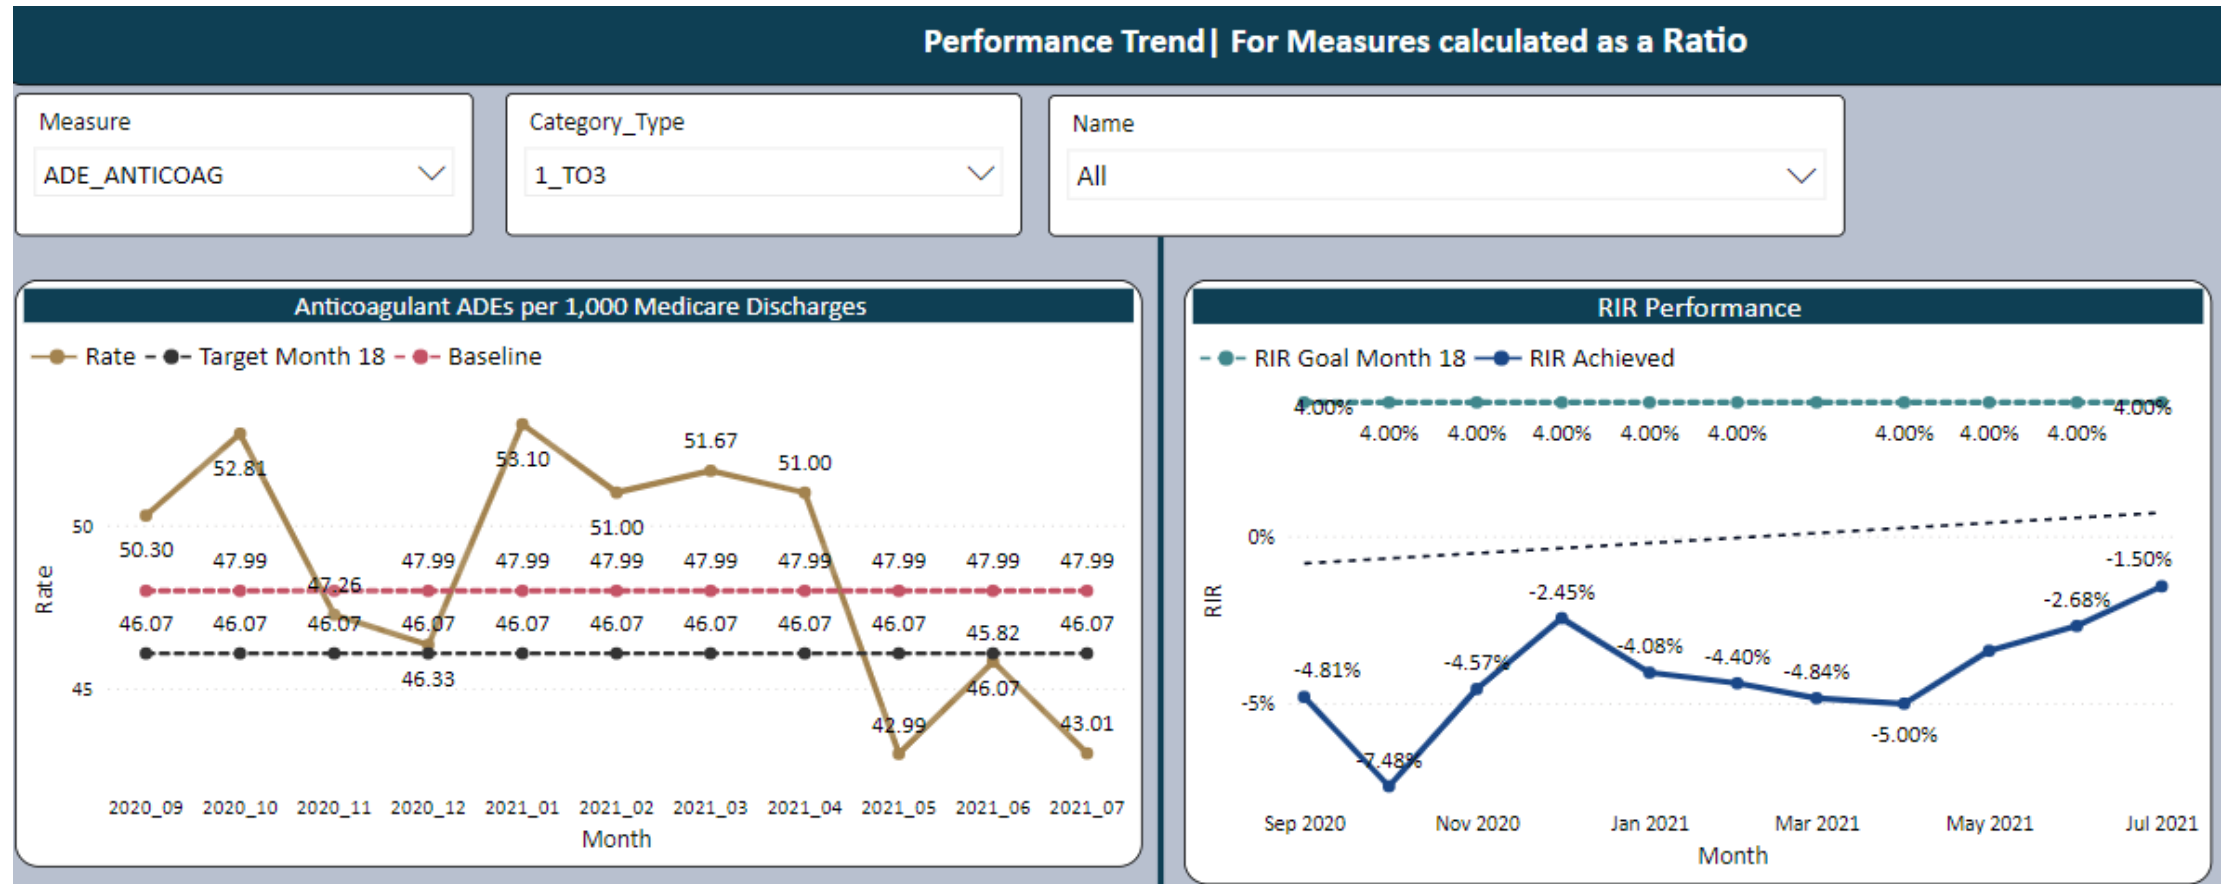 Performance Trend| For Measures calculated as a Ratio
Measure
ADE_ANTICOAG
Category_Type
1_TO3
Name
All
Anticoagulant ADEs per 1,000 Medicare Discharges
Rate Target Month 18 Baseline
53.10
52.81
51.67
51.00
51.00
50
50.30
47.99 47.99 47.99 47.99 47.99 47.99 47.99 47.99 47.99
47.26
46.07 46.07 46.07 46.07 46.07 46.07 46.07 46.07 46.07 45.82 46.07
46.33
45
46.07
42.99
43.01
Rate
2020_09 2020_10 2020_11 2020_12 2021_01 2021_02 2021_03 2021_04 2021_05 2021_06 2021_07
Month
RIR Performance
RIR Goal Month 18 RIR Achieved
4.00% 4.00%
4.00% 4.00% 4.00% 4.00% 4.00% 4.00% 4.00% 4.00%
0%
-1.50%
-2.45%
-2.68%
-4.08%
-4.81% -4.57% -4.40% -4.84%
-5%
-5.00%
-7.48%
RIR
Sep 2020 Nov 2020 Jan 2021 Mar 2021 May 2021 Jul 2021
Month